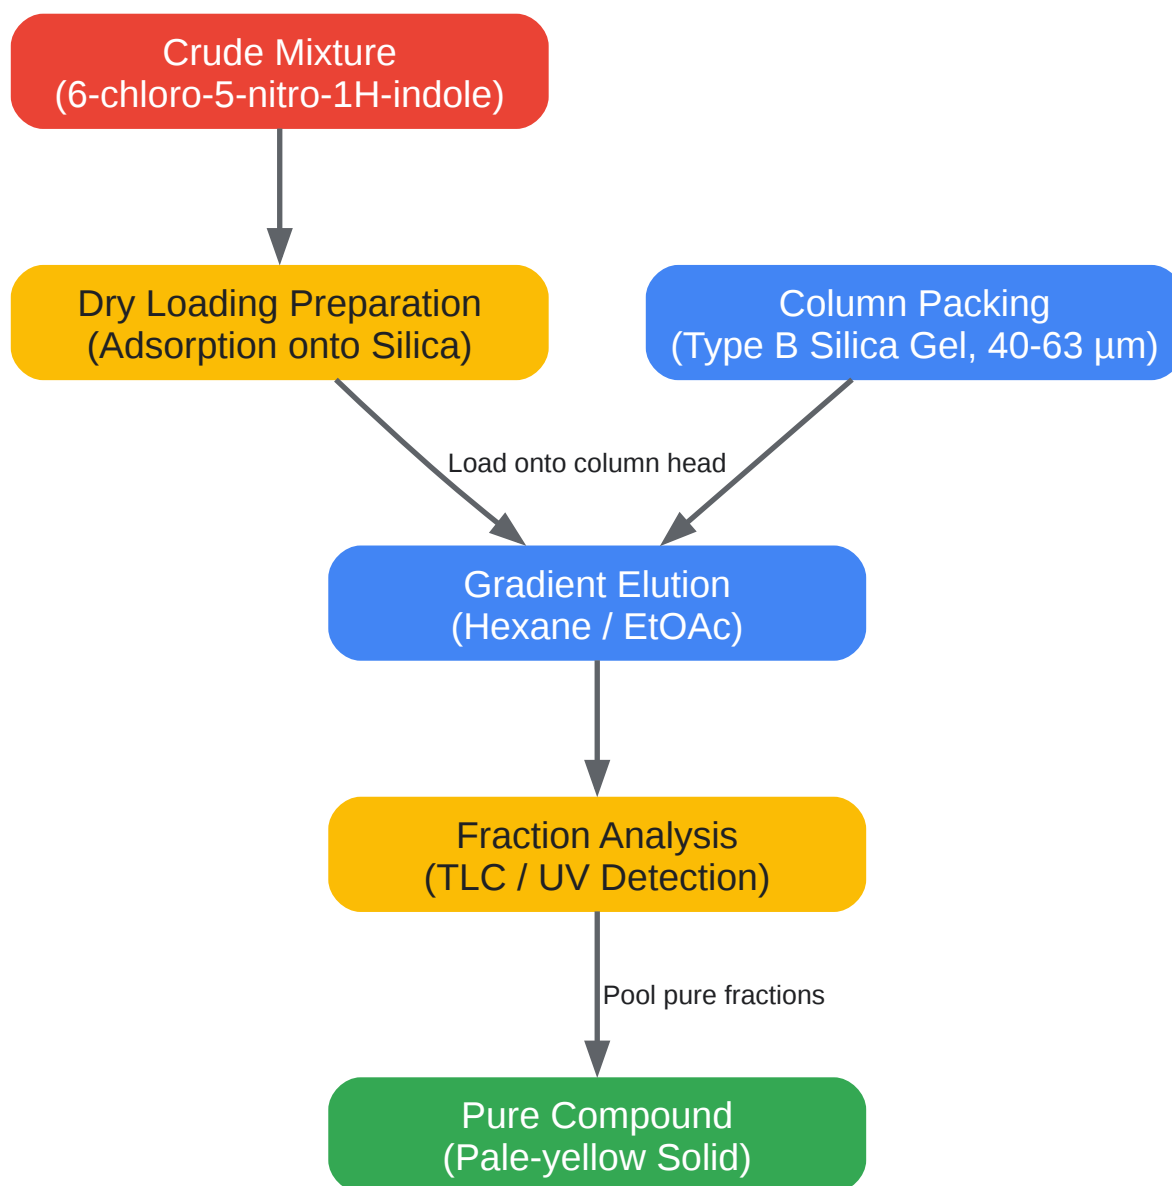 Crude Mixture
(6-chloro-5-nitro-1H-indole)
Dry Loading Preparation
(Adsorption onto Silica)
Column Packing
(Type B Silica Gel, 40-63 µm)
Load onto column head
Gradient Elution
(Hexane / EtOAc)
Fraction Analysis
(TLC / UV Detection)
Pool pure fractions
Pure Compound
(Pale-yellow Solid)